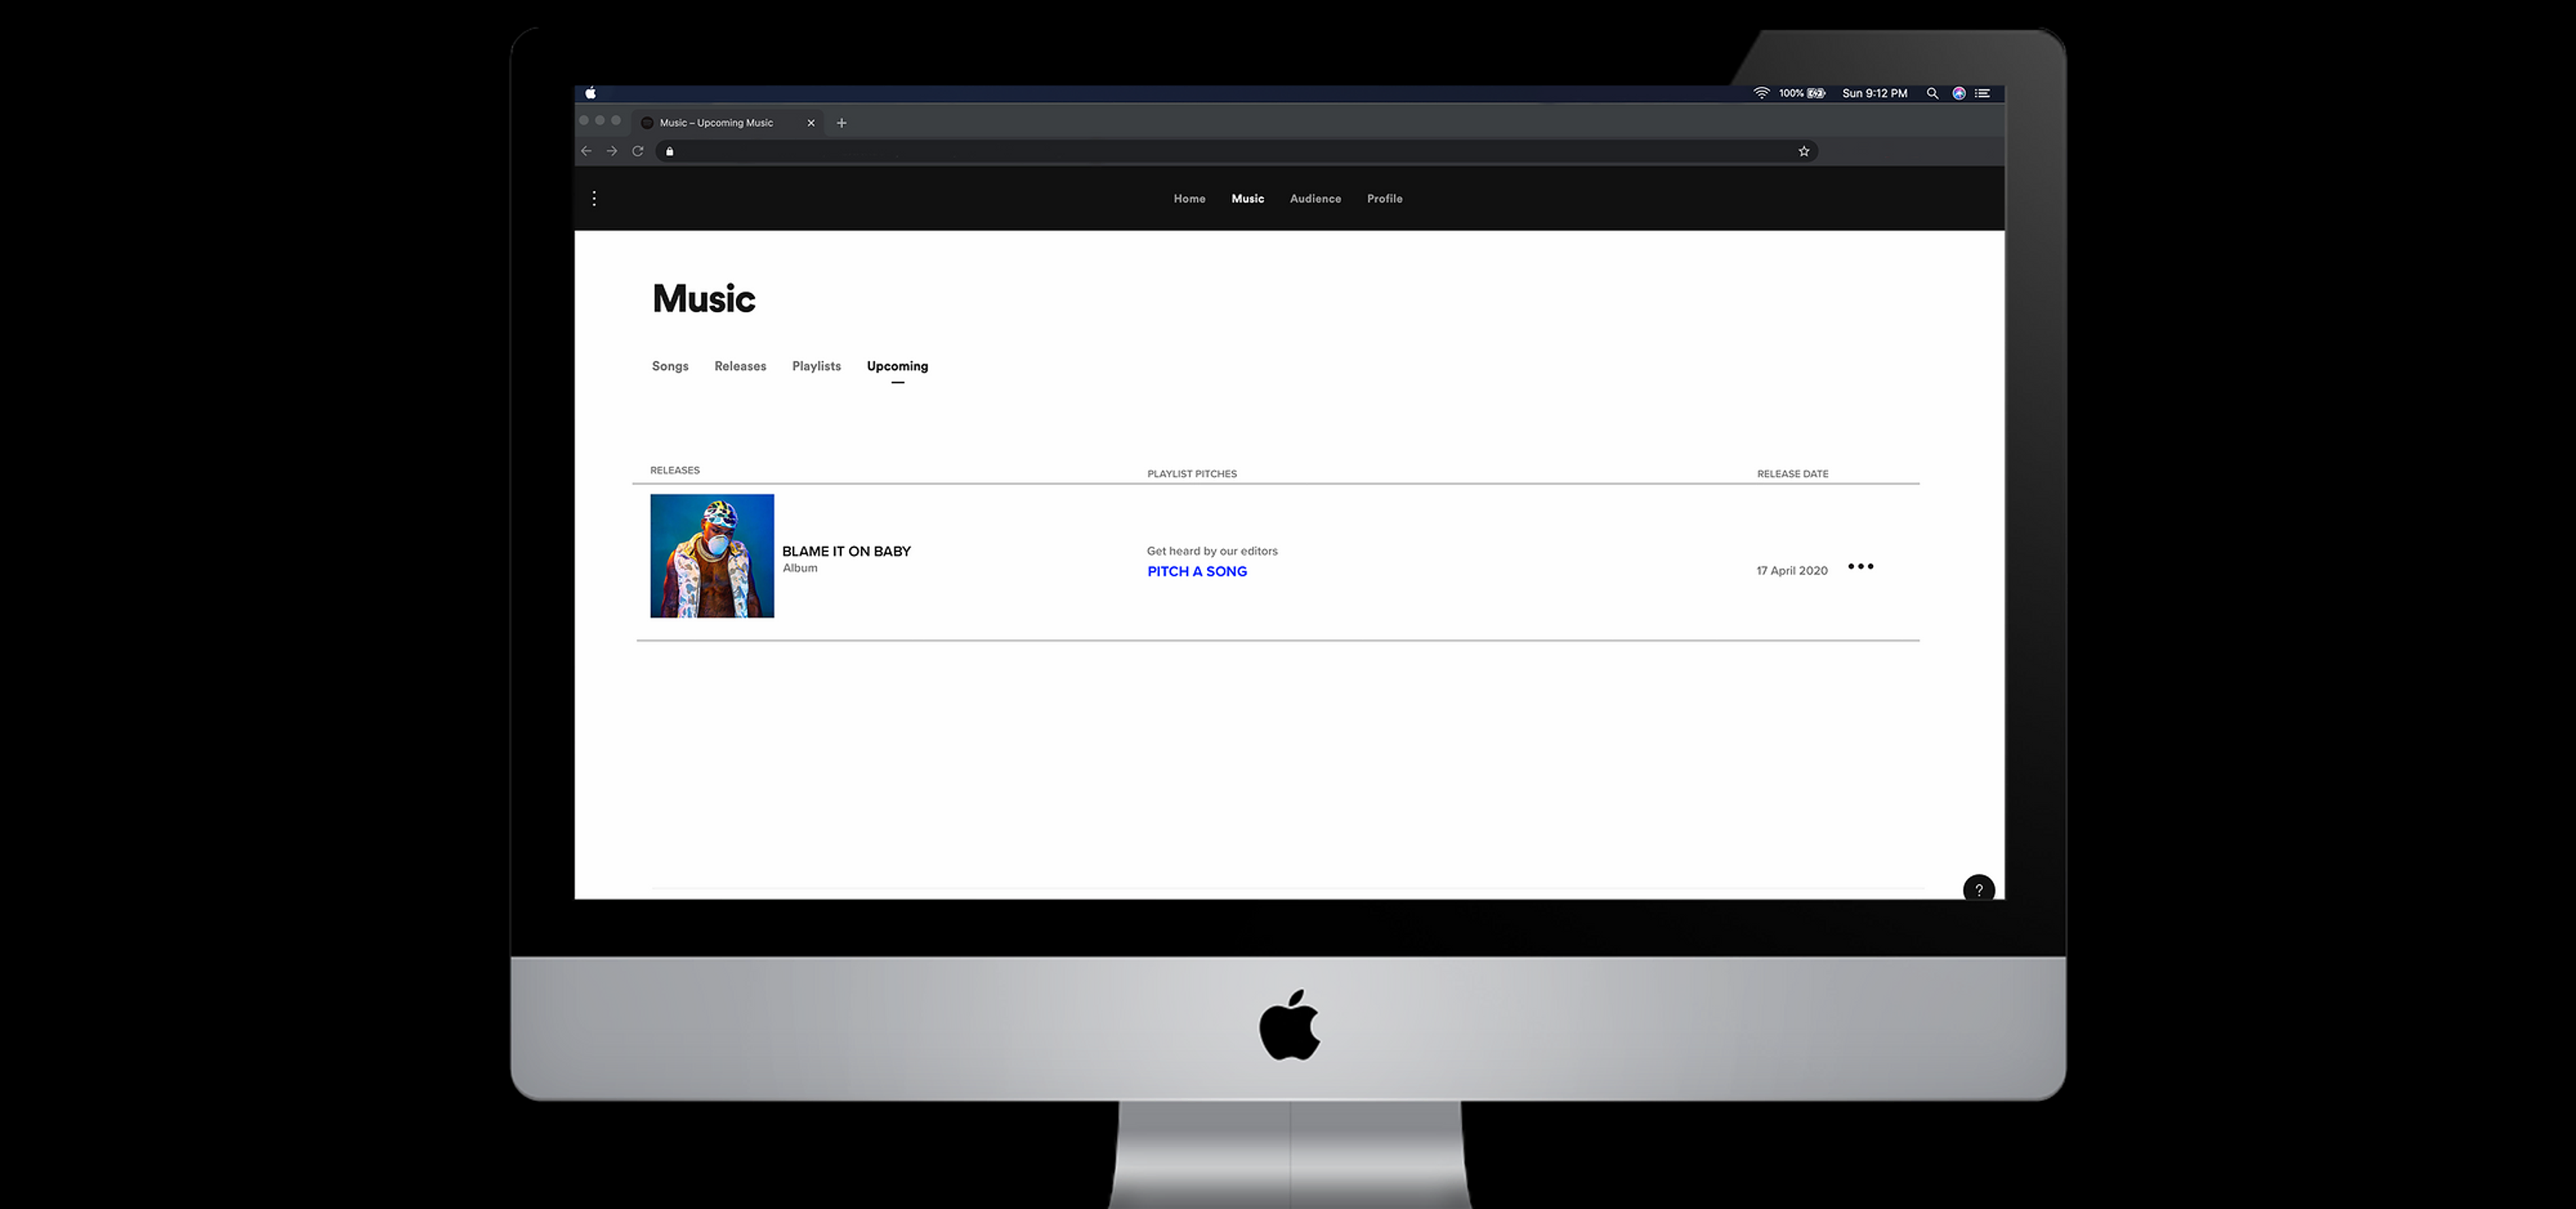 100% Sun 9:12 PM
Music – Upcoming Music
Home Music Audience Profile
Music
Songs Releases Playlists Upcoming
RELEASES PLAYLIST PITCHES RELEASE DATE
BLAME IT ON BABY
Album
Get heard by our editors
PITCH A SONG
17 April 2020
?